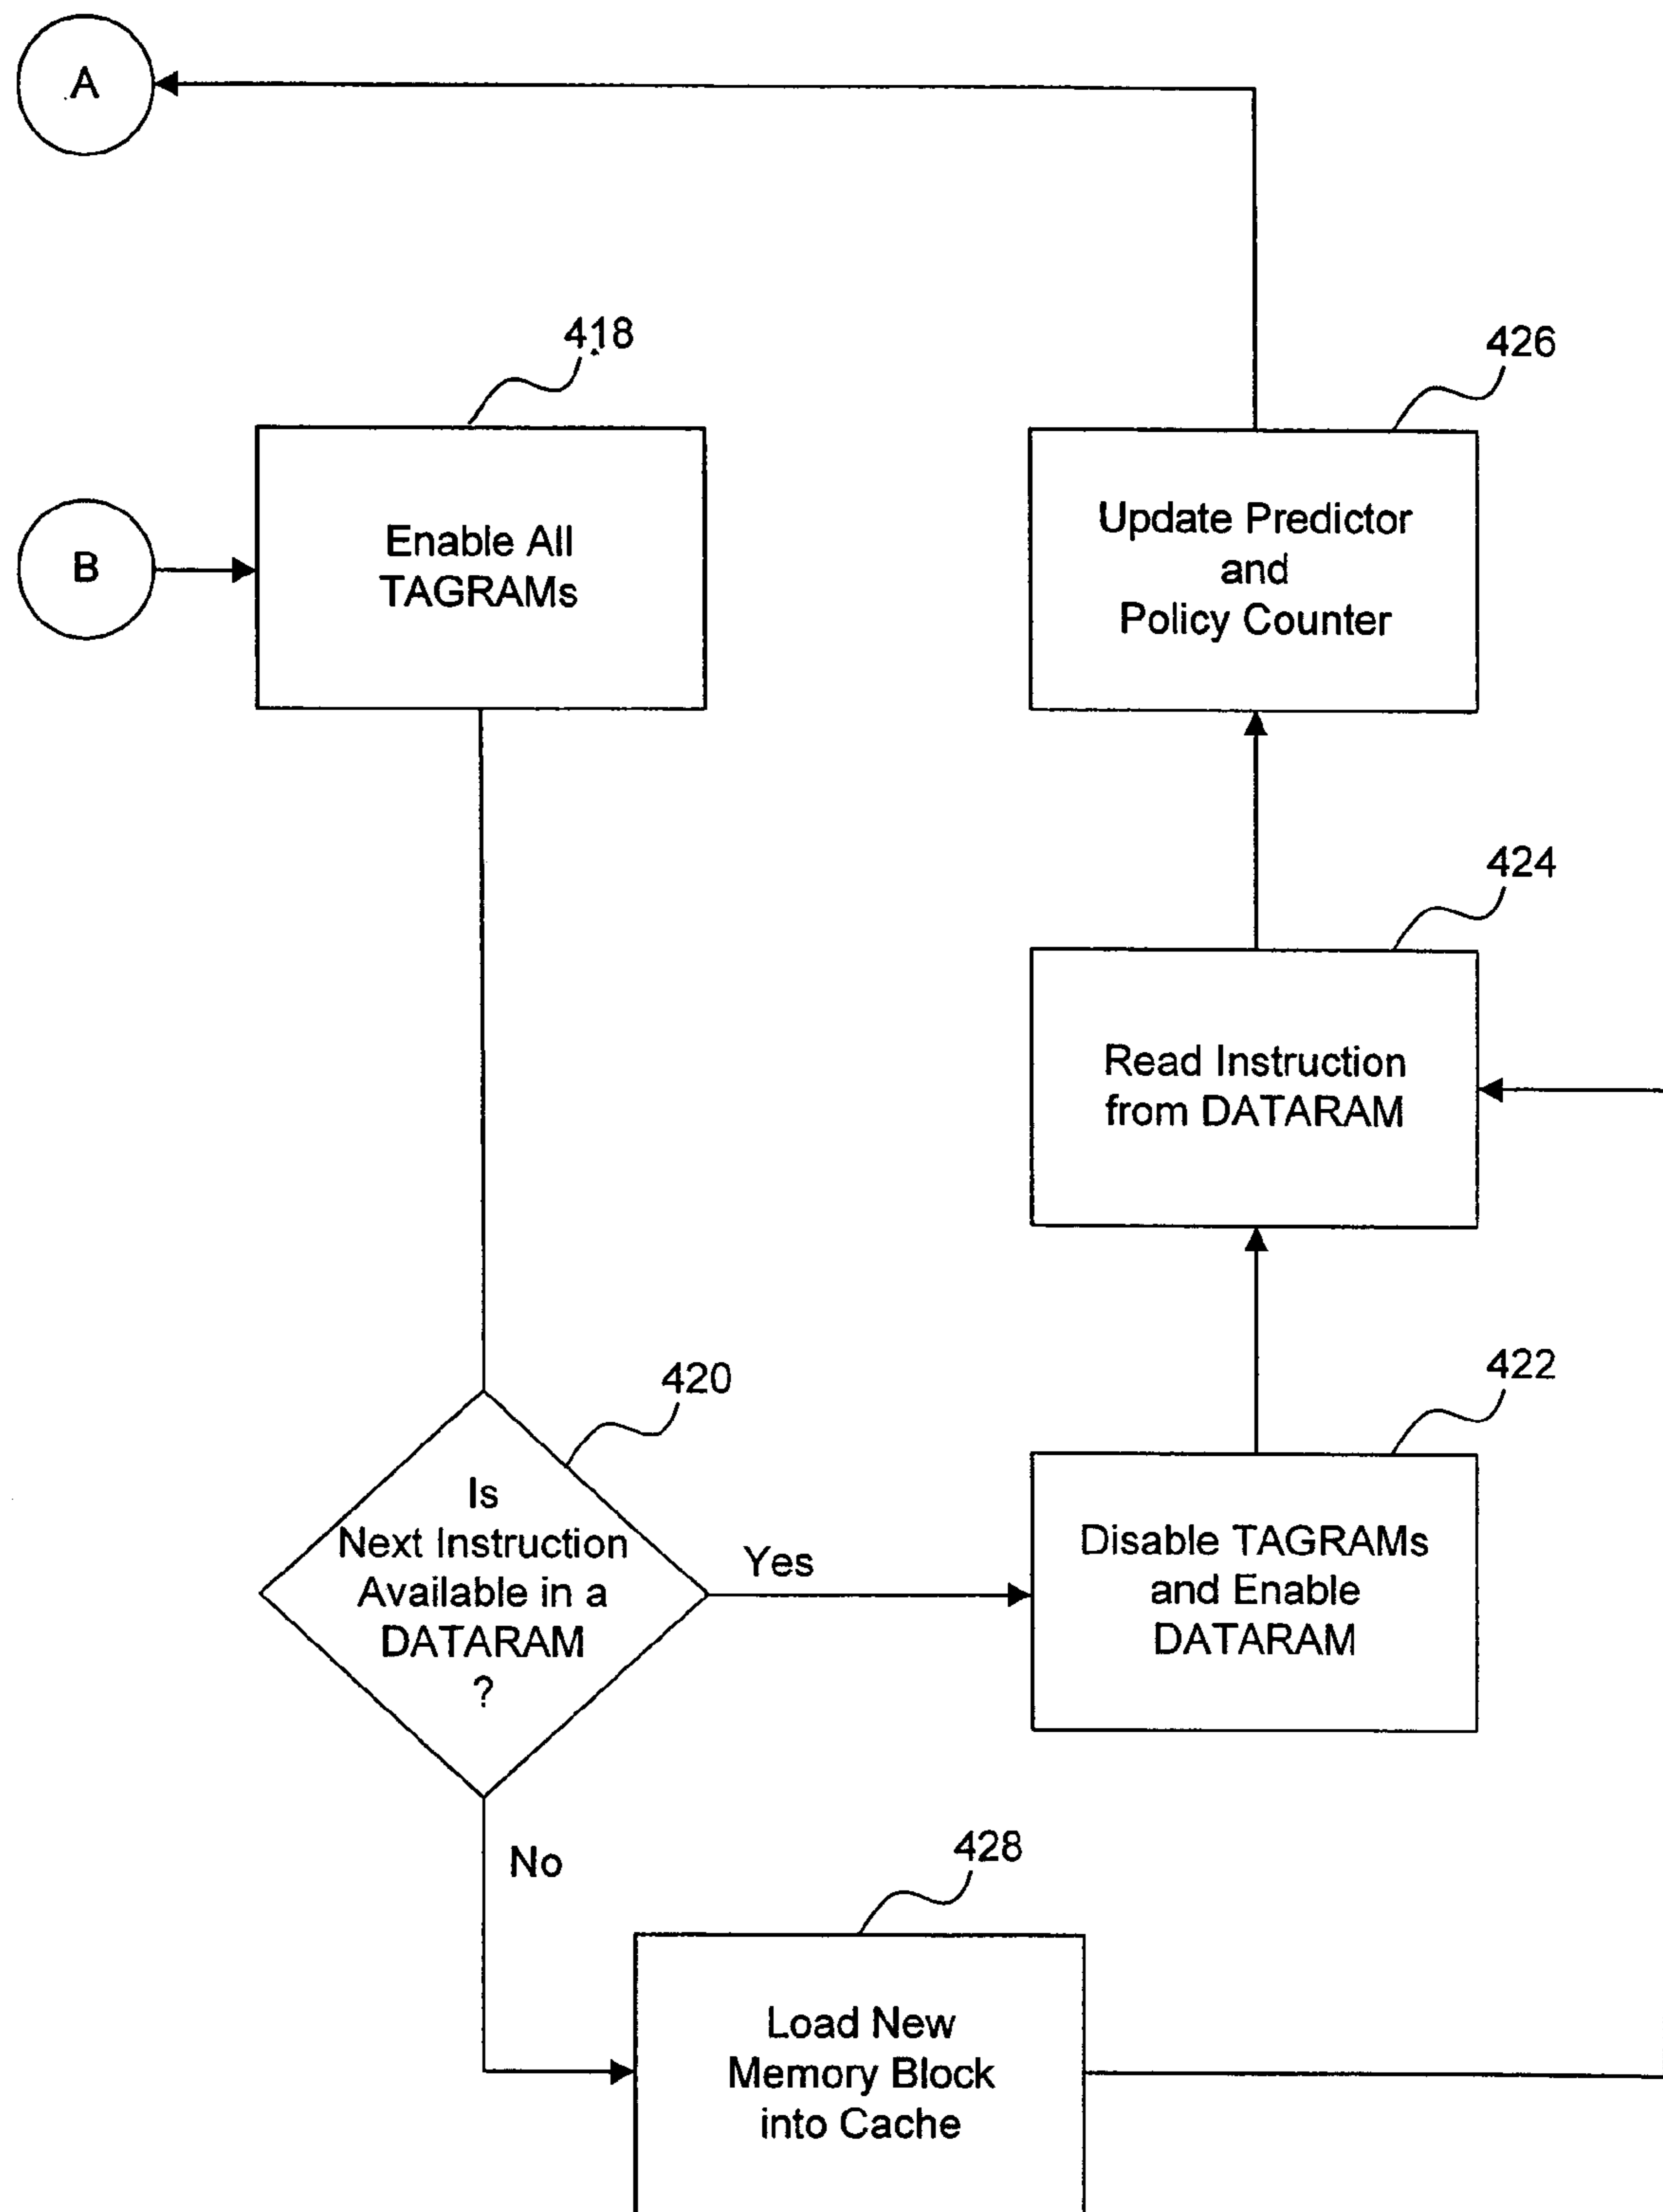 A
418
426
B
Enable All
TAGRAMs
Update Predictor
and
Policy Counter
424
Read Instruction
from DATARAM
420
422
Is
Next Instruction
Available in a
DATARAM
?
Yes
Disable TAGRAMs
and Enable
DATARAM
No
428
Load New
Memory Block
into Cache